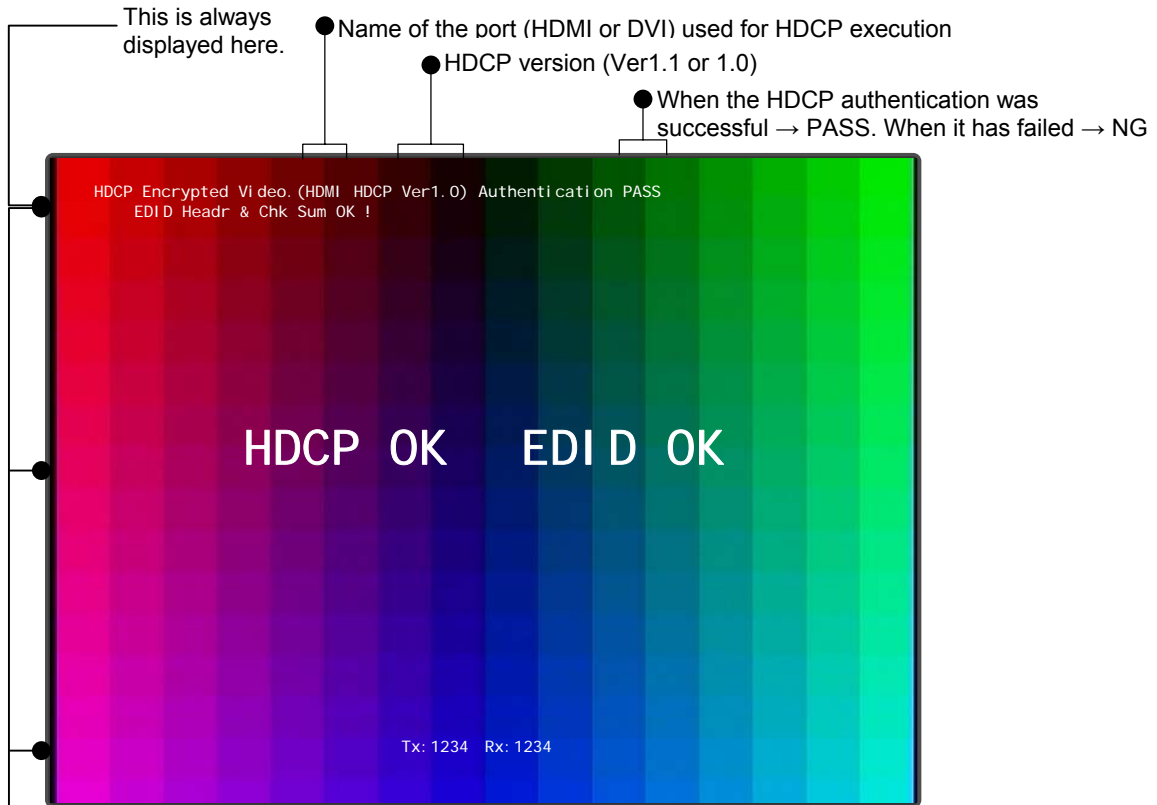 This is always
displayed here.
Name of the port (HDMI or DVI) used for HDCP execution
HDCP version (Ver1.1 or 1.0)
When the HDCP authentication was
successful → PASS. When it has failed → NG
HDCP Encrypted Video.(HDMI HDCP Ver1.0) Authentication PASS
EDID Headr & Chk Sum OK !
HDCP OK EDID OK
Tx:1234 Rx:1234